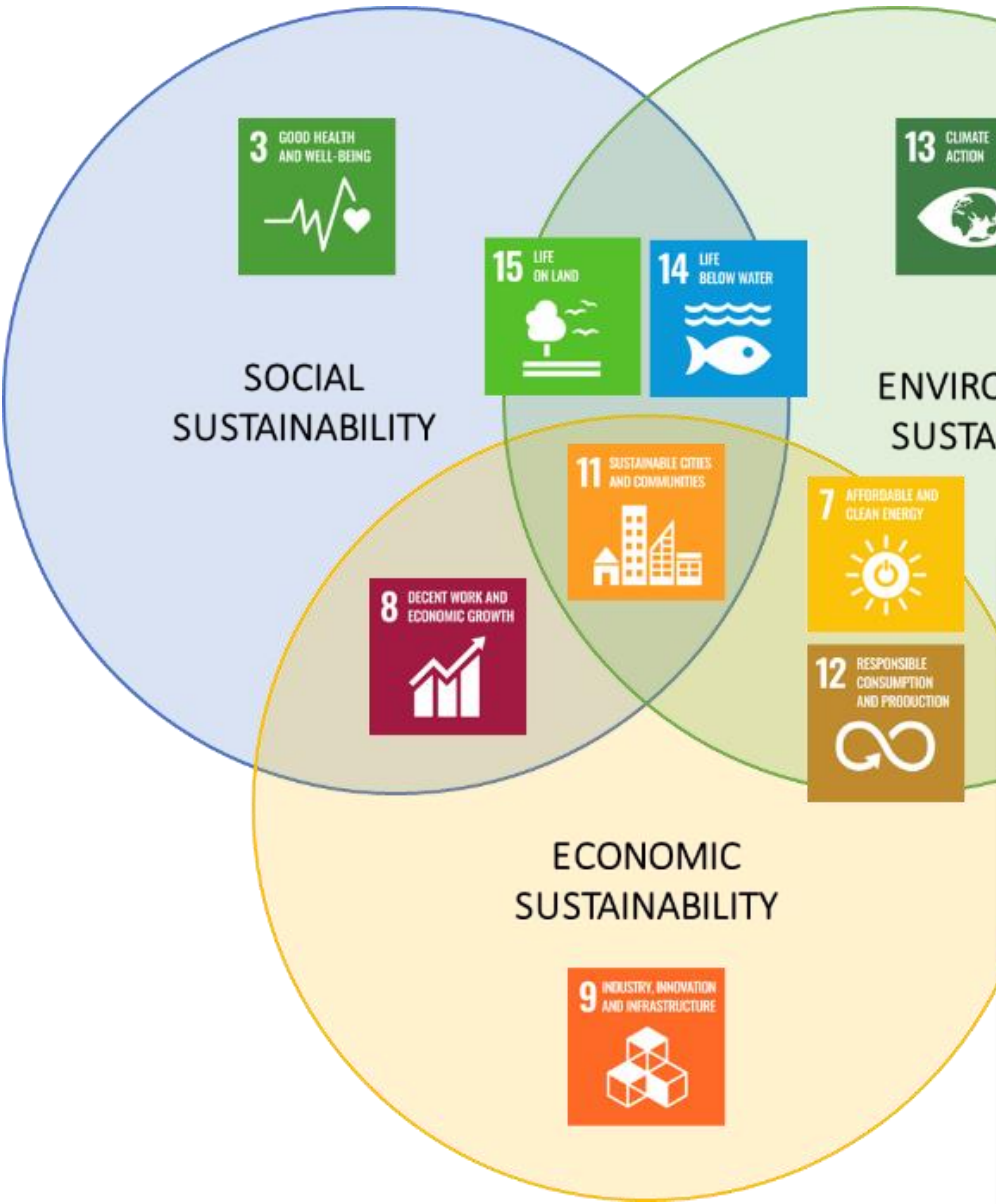 3 GOOD HEALTH
AND WELL-BEING
13 CLIMATE
ACTION
15 LIFE
ON LAND
14 LIFE
BELOW WATER
SOCIAL
SUSTAINABILITY
ENVIRO
SUSTA
11 SUSTAINABLE CITIES
AND COMMUNITIES
7 AFFORDABLE AND
CLEAN ENERGY
8 DECENT WORK AND
ECONOMIC GROWTH
12 RESPONSIBLE
CONSUMPTION
AND PRODUCTION
ECONOMIC
SUSTAINABILITY
9 INDUSTRY, INNOVATION
AND INFRASTRUCTURE